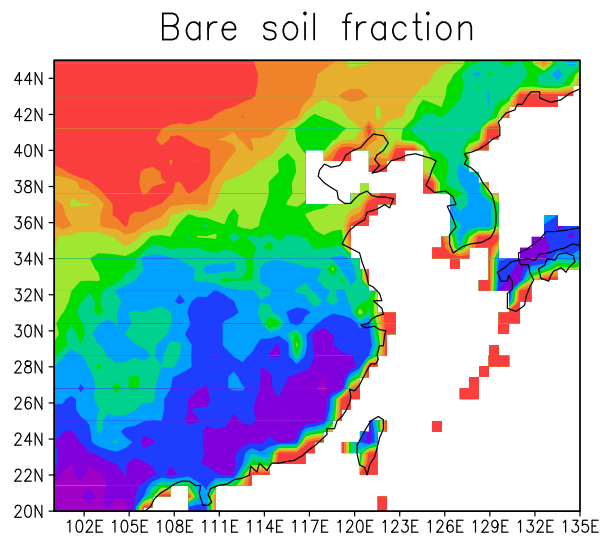 Bare soil fraction
44N
42N
40N
38N
36N
34N
32N
30N
28N
26N
24N
22N
20N
102E 105E 108E 111E 114E 117E 120E 123E 126E 129E 132E 135E